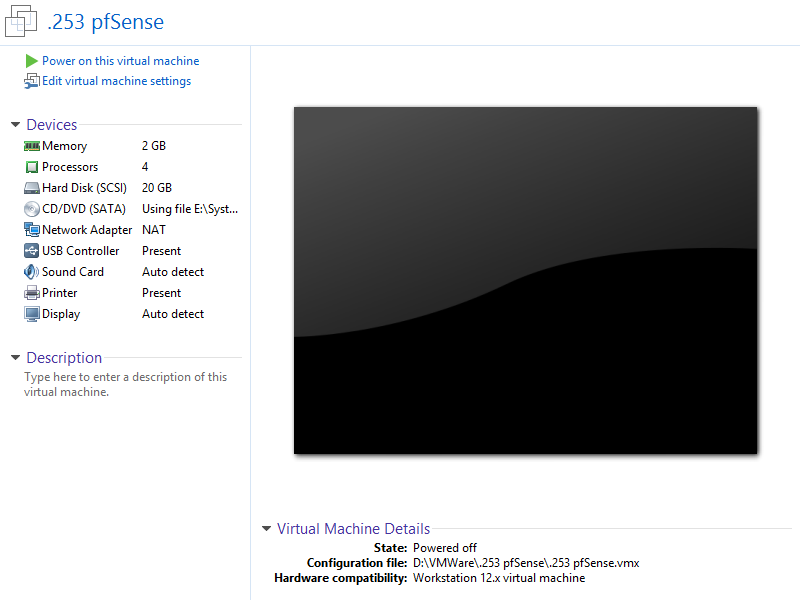 .253 pfSense
Power on this virtual machine
Edit virtual machine settings
Devices
Memory 2 GB
Processors 4
Hard Disk (SCSI) 20 GB
CD/DVD (SATA) Using file E:\Syst...
Network Adapter NAT
USB Controller Present
Sound Card Auto detect
Printer Present
Display Auto detect
Description
Type here to enter a description of this
virtual machine.
Virtual Machine Details
State: Powered off
Configuration file: D:\VMWare\.253 pfSense\.253 pfSense.vmx
Hardware compatibility: Workstation 12.x virtual machine